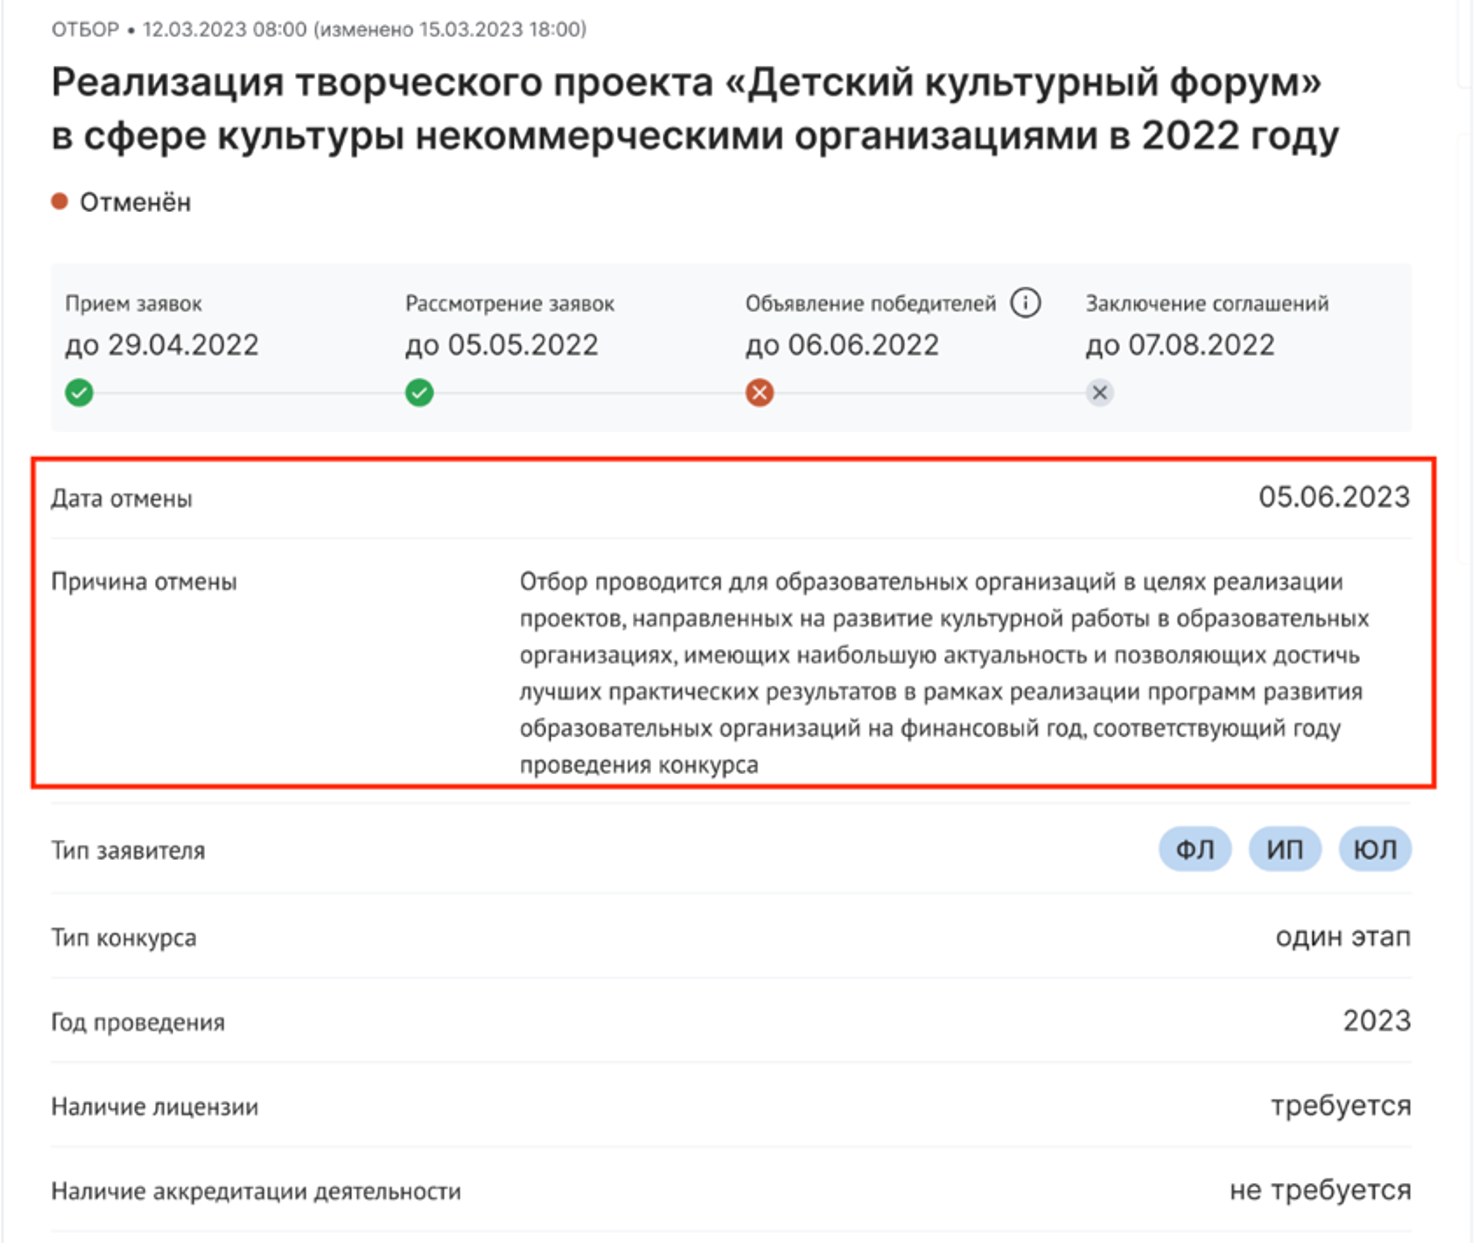 ОТБОР • 12.03.2023 08:00 (изменено 15.03.2023 18:00)
Реализация творческого проекта «Детский культурный форум»
в сфере культуры некоммерческими организациями в 2022 году
Отменён
Прием заявок
до 29.04.2022
Рассмотрение заявок
до 05.05.2022
Объявление победителей
до 06.06.2022
Заключение соглашений
до 07.08.2022
Дата отмены
05.06.2023
Причина отмены
Отбор проводится для образовательных организаций в целях реализации
проектов, направленных на развитие культурной работы в образовательных
организациях, имеющих наибольшую актуальность и позволяющих достичь
лучших практических результатов в рамках реализации программ развития
образовательных организаций на финансовый год, соответствующий году
проведения конкурса
Тип заявителя
ФЛ ИП ЮЛ
Тип конкурса
один этап
Год проведения
2023
Наличие лицензии
требуется
Наличие аккредитации деятельности
не требуется